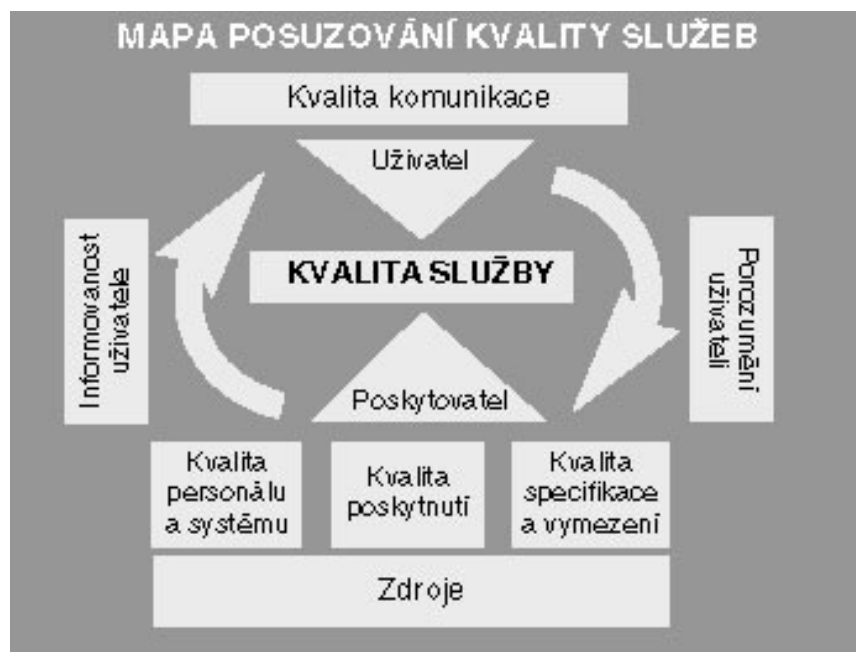 MAPA POSUZOVÁNÍ KVALITY SLUŽEB
Kvalita komunikace
Uživatel
Informovanost
uživatele
KVALITA SLUŽBY
Porozumění
uživateli
Poskytovatel
Kvalita
personálu
a systému
Kvalita
poskytnutí
Kvalita
specifikace
a vymezení
Zdroje